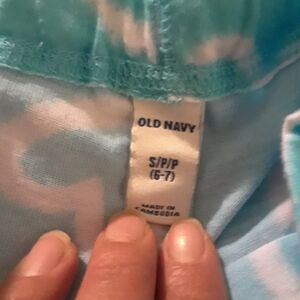 OLD NAVY
S/P/P
(6-7)
MADE IN
CAMBODIA